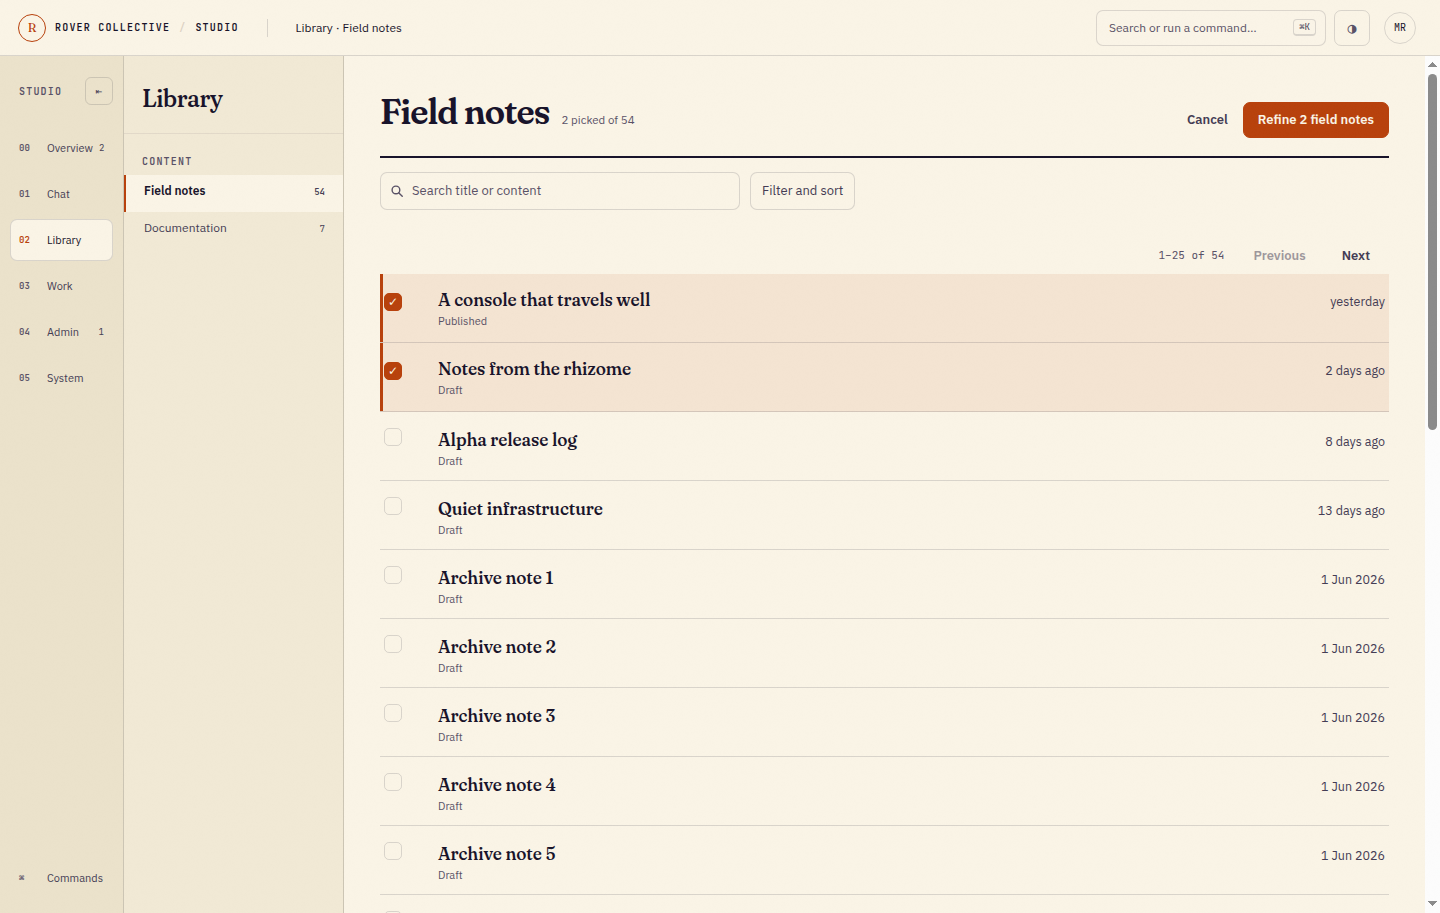 R ROVER COLLECTIVE / STUDIO
Library · Field notes
Search or run a command... ⌘K
◑
MR
STUDIO
⇤
00 Overview 2
01 Chat
02 Library
03 Work
04 Admin 1
05 System
⌘ Commands
Library
CONTENT
Field notes 54
Documentation 7
Field notes 2 picked of 54
Cancel
Refine 2 field notes
Search title or content
Filter and sort
1–25 of 54 Previous Next
✓ A console that travels well yesterday
Published
✓ Notes from the rhizome 2 days ago
Draft
Alpha release log 8 days ago
Draft
Quiet infrastructure 13 days ago
Draft
Archive note 1 1 Jun 2026
Draft
Archive note 2 1 Jun 2026
Draft
Archive note 3 1 Jun 2026
Draft
Archive note 4 1 Jun 2026
Draft
Archive note 5 1 Jun 2026
Draft